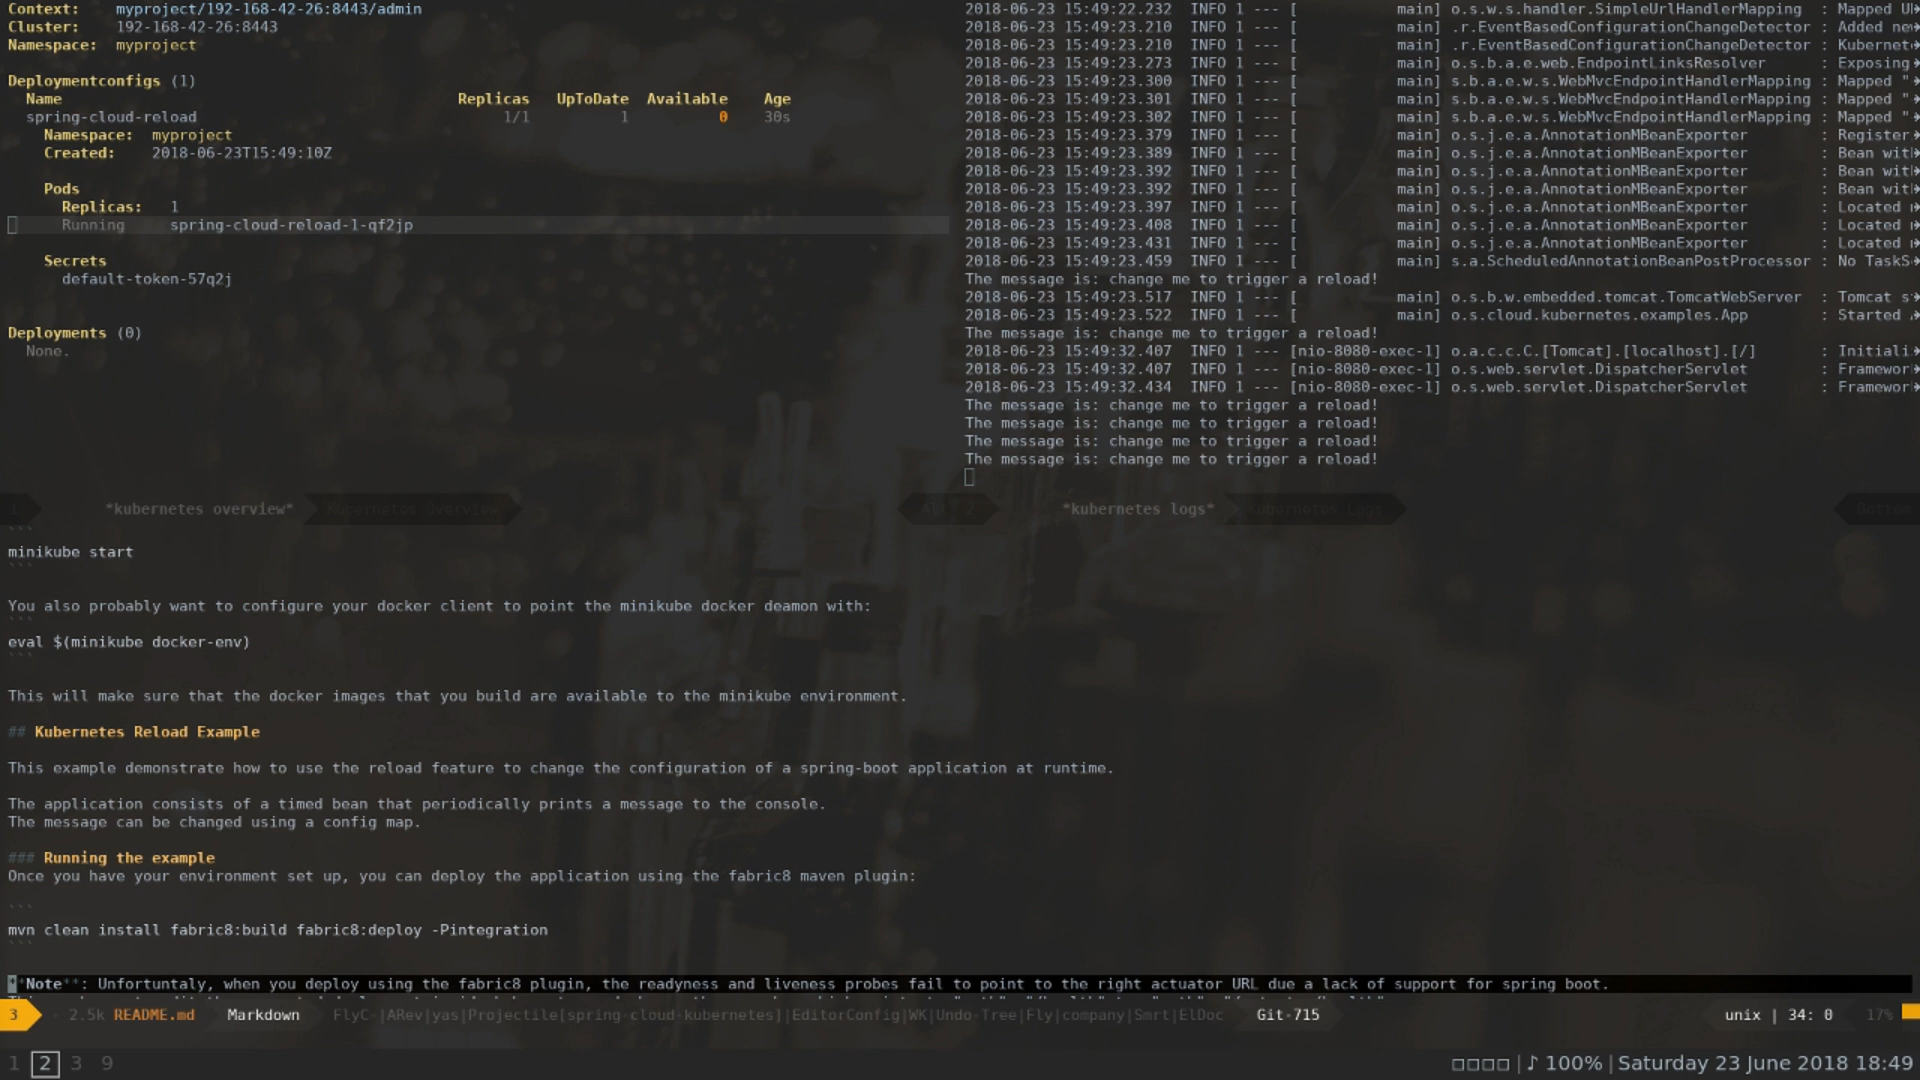 Context: myproject/192-168-42-26:8443/admin
Cluster: 192-168-42-26:8443
Namespace: myproject
Deploymentconfigs (1)
Name Replicas UpToDate Available Age
spring-cloud-reload 1/1 1 0 30s
Namespace: myproject
Created: 2018-06-23T15:49:10Z
Pods
Replicas: 1
Running spring-cloud-reload-1-qf2jp
Secrets
default-token-57q2j
Deployments (0)
None.
2018-06-23 15:49:22.232 INFO 1 --- [ main] o.s.w.s.handler.SimpleUrlHandlerMapping : Mapped
2018-06-23 15:49:23.210 INFO 1 --- [ main] .r.EventBasedConfigurationChangeDetector : Added
2018-06-23 15:49:23.210 INFO 1 --- [ main] .r.EventBasedConfigurationChangeDetector : Kubernet
2018-06-23 15:49:23.273 INFO 1 --- [ main] o.s.b.a.e.web.EndpointLinksResolver : Exposing
2018-06-23 15:49:23.300 INFO 1 --- [ main] s.b.a.e.w.s.WebMvcEndpointHandlerMapping : Mapped "
2018-06-23 15:49:23.301 INFO 1 --- [ main] s.b.a.e.w.s.WebMvcEndpointHandlerMapping : Mapped "
2018-06-23 15:49:23.302 INFO 1 --- [ main] s.b.a.e.w.s.WebMvcEndpointHandlerMapping : Mapped "
2018-06-23 15:49:23.379 INFO 1 --- [ main] o.s.j.e.a.AnnotationMBeanExporter : Register
2018-06-23 15:49:23.389 INFO 1 --- [ main] o.s.j.e.a.AnnotationMBeanExporter : Bean wit
2018-06-23 15:49:23.392 INFO 1 --- [ main] o.s.j.e.a.AnnotationMBeanExporter : Bean wit
2018-06-23 15:49:23.392 INFO 1 --- [ main] o.s.j.e.a.AnnotationMBeanExporter : Bean wit
2018-06-23 15:49:23.397 INFO 1 --- [ main] o.s.j.e.a.AnnotationMBeanExporter : Located
2018-06-23 15:49:23.408 INFO 1 --- [ main] o.s.j.e.a.AnnotationMBeanExporter : Located
2018-06-23 15:49:23.431 INFO 1 --- [ main] o.s.j.e.a.AnnotationMBeanExporter : Located
2018-06-23 15:49:23.459 INFO 1 --- [ main] s.a.ScheduledAnnotationBeanPostProcessor : No TaskS
The message is: change me to trigger a reload!
2018-06-23 15:49:23.517 INFO 1 --- [ main] o.s.b.w.embedded.tomcat.TomcatWebServer : Tomcat s
2018-06-23 15:49:23.522 INFO 1 --- [ main] o.s.cloud.kubernetes.examples.App : Started
The message is: change me to trigger a reload!
2018-06-23 15:49:32.407 INFO 1 --- [nio-8080-exec-1] o.a.c.c.C.[Tomcat].[localhost].[/] : Initiali
2018-06-23 15:49:32.407 INFO 1 --- [nio-8080-exec-1] o.s.web.servlet.DispatcherServlet : Framewor
2018-06-23 15:49:32.434 INFO 1 --- [nio-8080-exec-1] o.s.web.servlet.DispatcherServlet : Framewor
The message is: change me to trigger a reload!
The message is: change me to trigger a reload!
The message is: change me to trigger a reload!
The message is: change me to trigger a reload!
1 *kubernetes overview* Kubernetes Overview All 2 *kubernetes logs* Kubernetes Logs Bottom
```
minikube start
```
You also probably want to configure your docker client to point the minikube docker deamon with:
```
eval $(minikube docker-env)
```
This will make sure that the docker images that you build are available to the minikube environment.
## Kubernetes Reload Example
This example demonstrate how to use the reload feature to change the configuration of a spring-boot application at runtime.
The application consists of a timed bean that periodically prints a message to the console.
The message can be changed using a config map.
### Running the example
Once you have your environment set up, you can deploy the application using the fabric8 maven plugin:
```
mvn clean install fabric8:build fabric8:deploy -Pintegration
```
**Note**: Unfortuntaly, when you deploy using the fabric8 plugin, the readyness and liveness probes fail to point to the right actuator URL due a lack of support for spring boot.
3 - 2.5k README.md Markdown FlyC-|ARev|yas|Projectile[spring-cloud-kubernetes]|EditorConfig|WK|Undo-Tree|Fly|company|Smrt|ElDoc Git-715 unix | 34: 0 17%
1 2 3 9 |♪ 100%|Saturday 23 June 2018 18:49